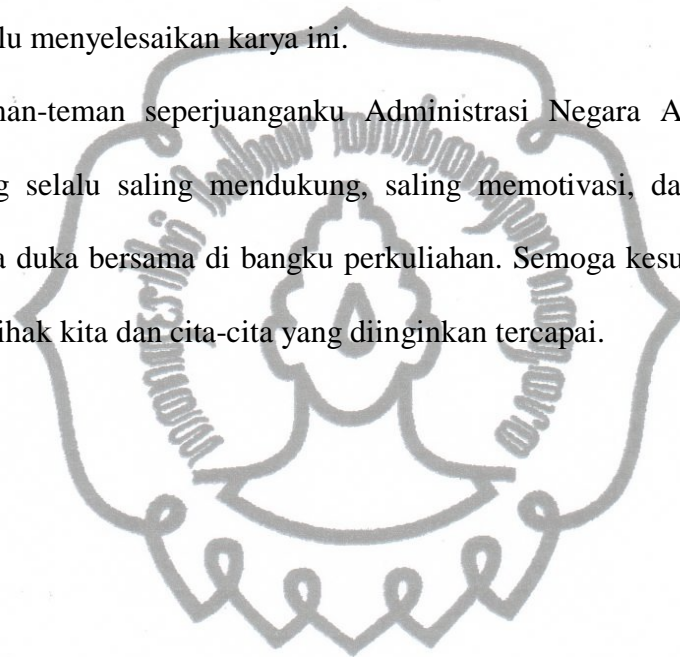 lu menyelesaikan karya ini.
nan-teman seperjuanganku Administrasi Negara A
g selalu saling mendukung, saling memotivasi, da
a duka bersama di bangku perkuliahan. Semoga kesu
ihak kita dan cita-cita yang diinginkan tercapai.